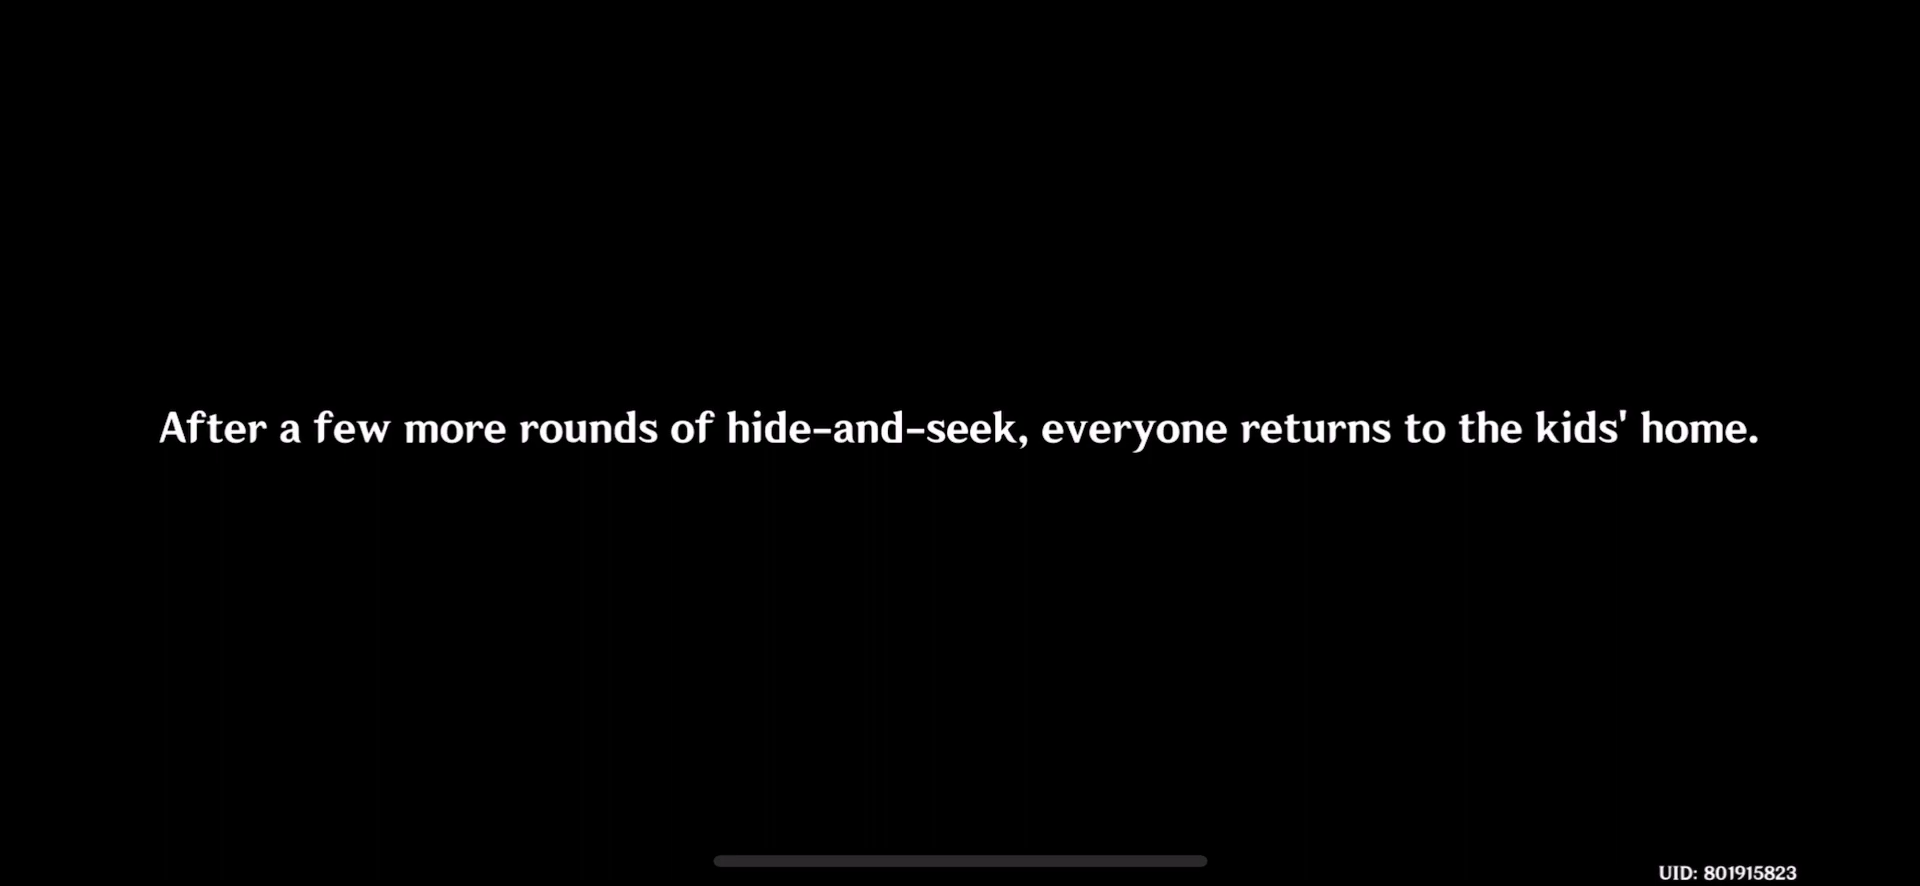 After a few more rounds of hide-and-seek, everyone returns to the kids' home.
UID: 801915823